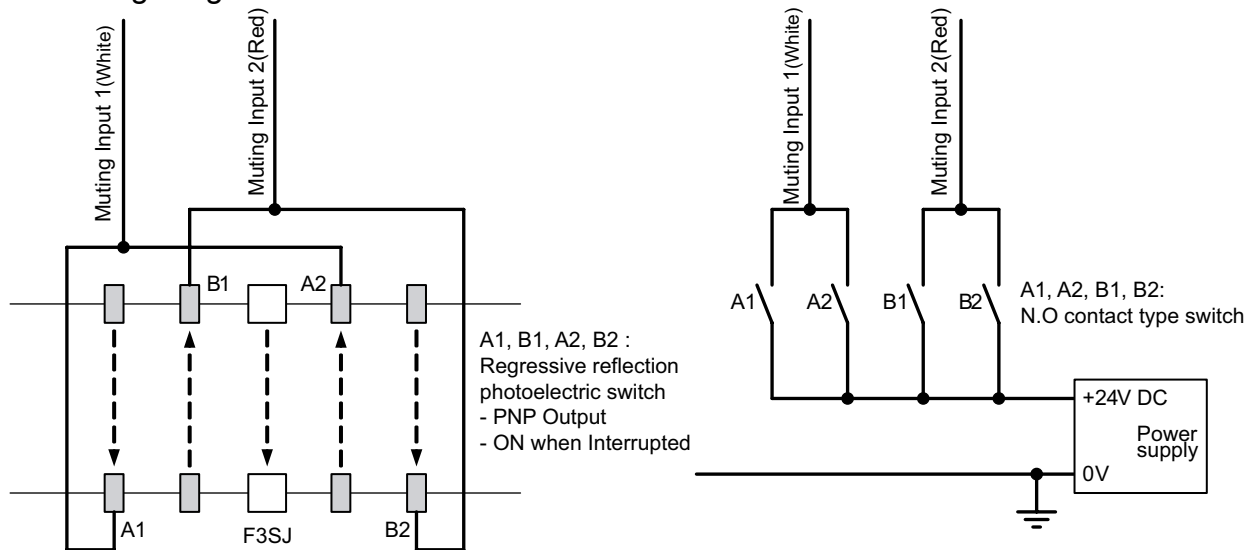 Muting Input 1(White)
Muting Input 2(Red)
B1
A2
A1
F3SJ
B2
A1, B1, A2, B2 :
Regressive reflection
photoelectric switch
- PNP Output
- ON when Interrupted
Muting Input 1(White)
Muting Input 2(Red)
A1
A2
B1
B2
A1, A2, B1, B2:
N.O contact type switch
+24V DC
Power
supply
0V